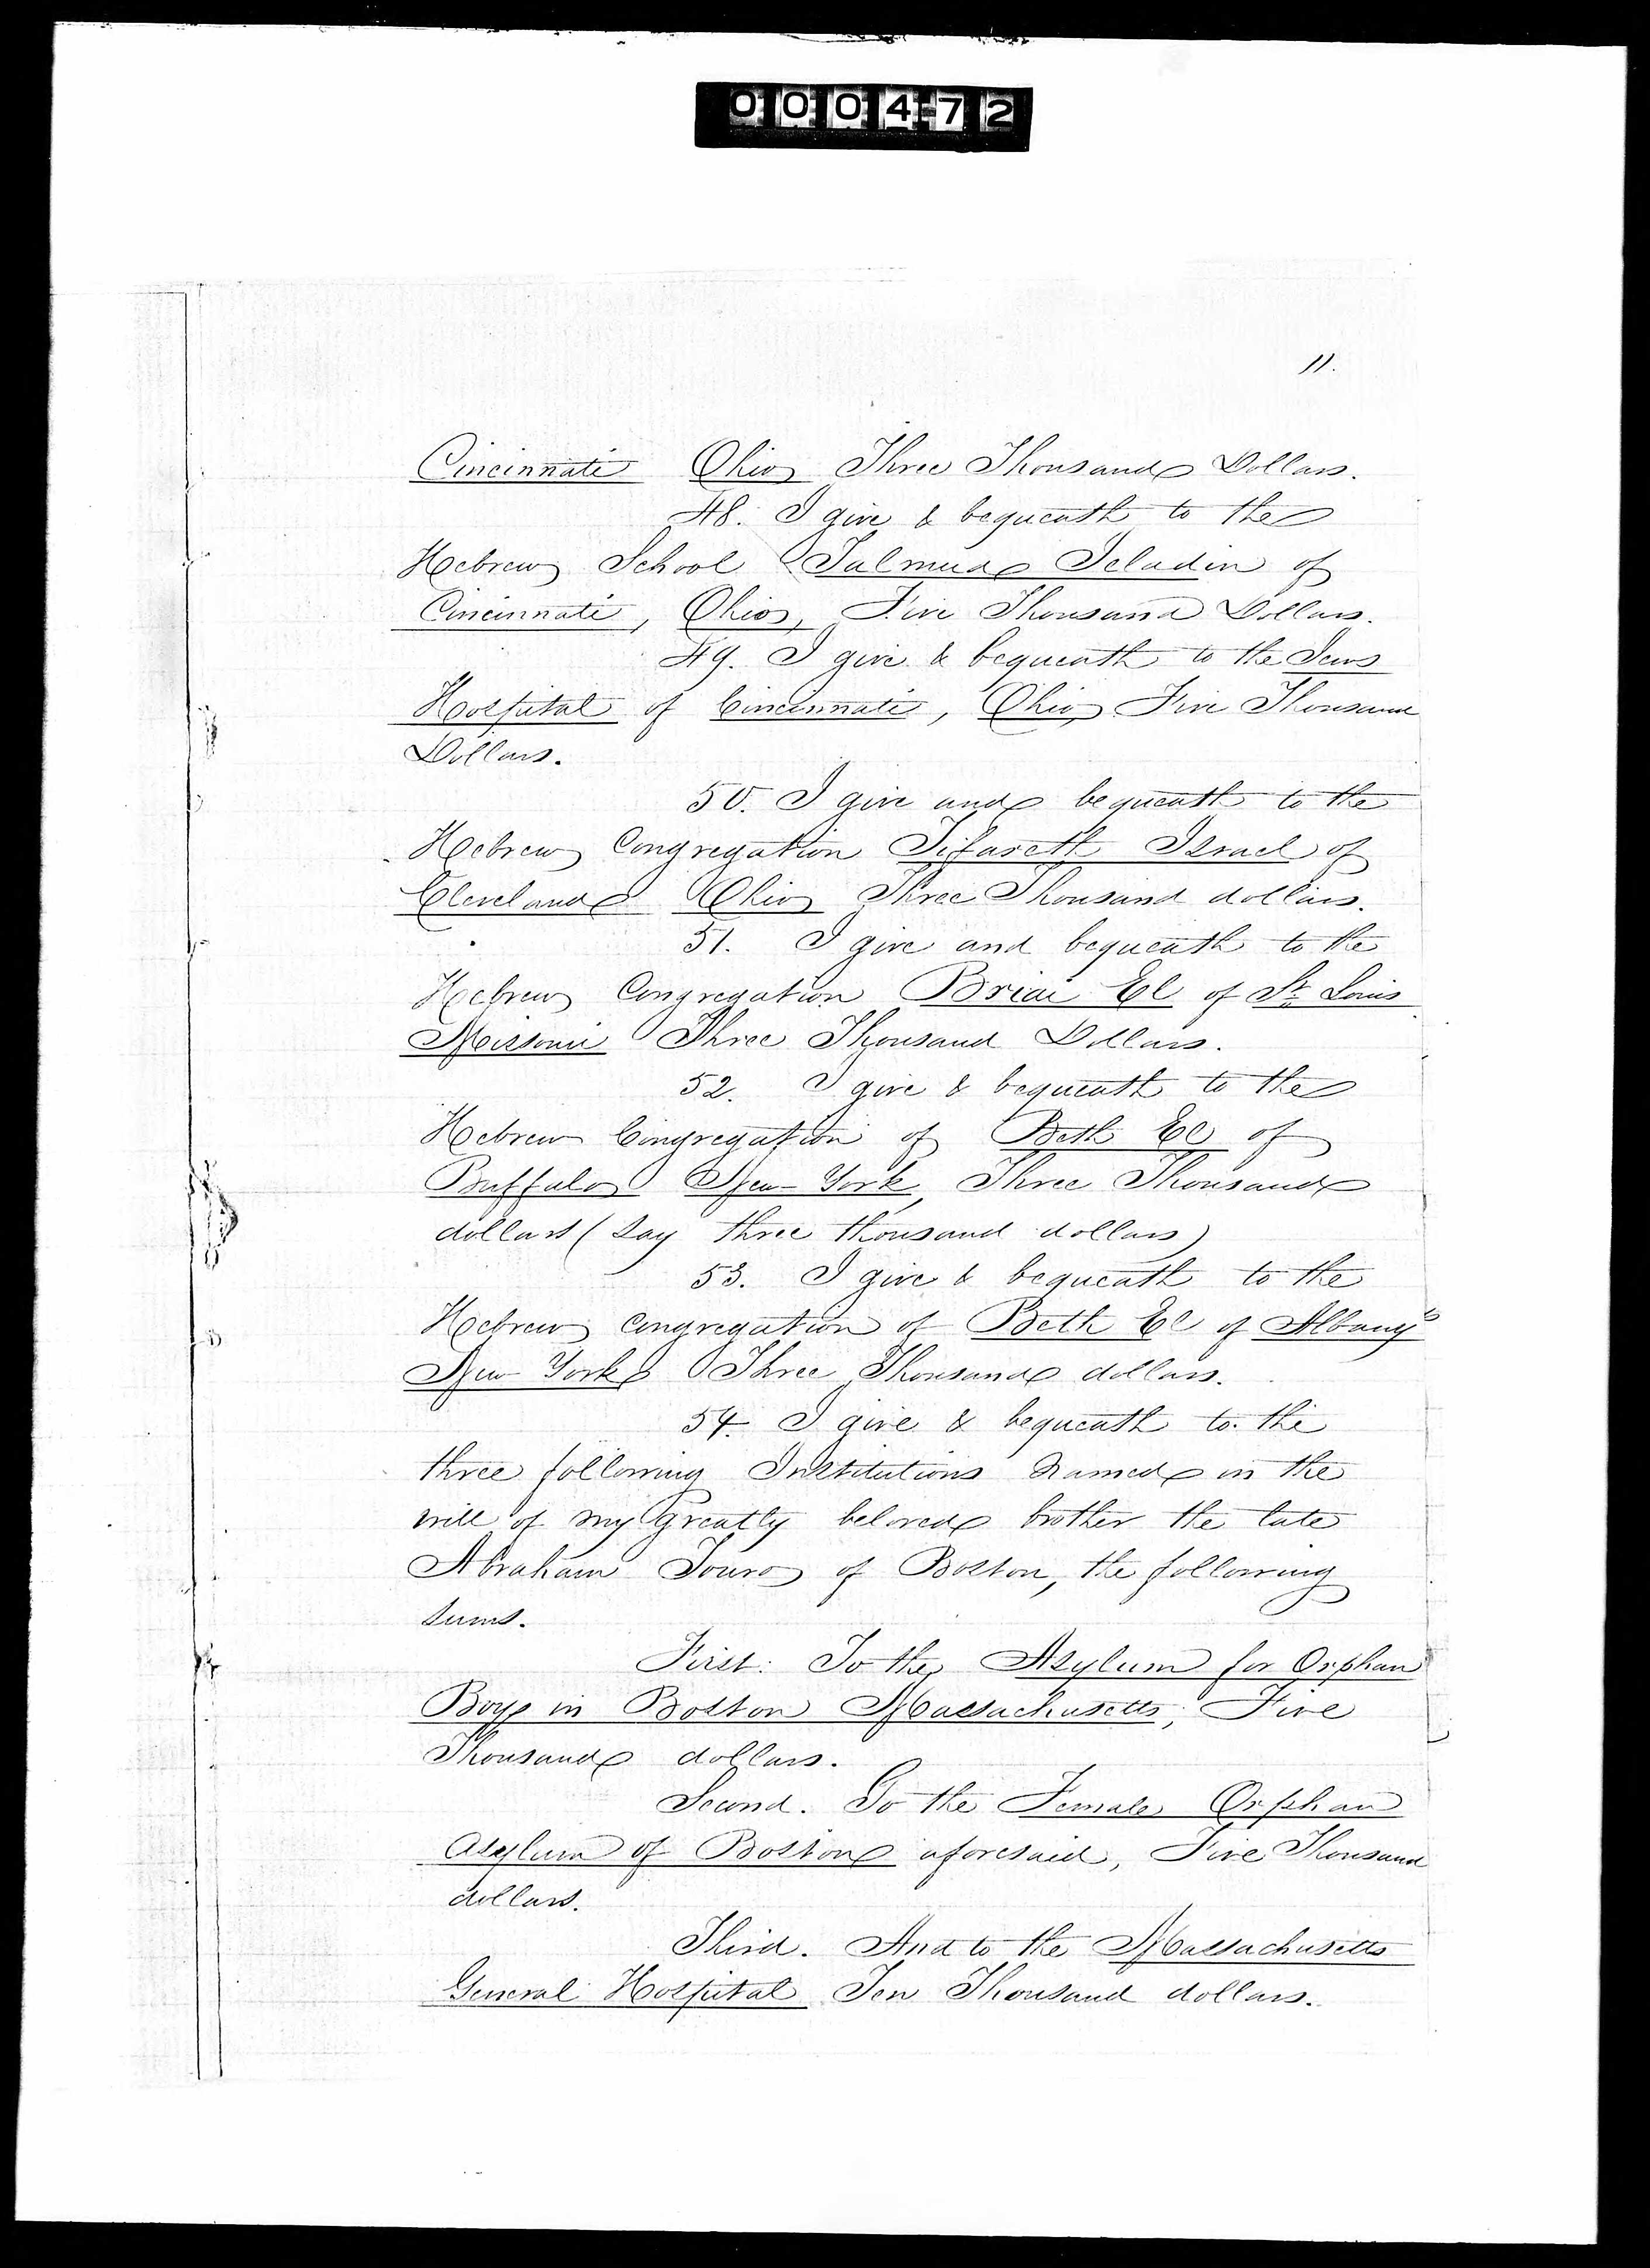 000472
11.
Cincinnati Ohio Three Thousand Dollars.
48. I give & bequeath to the
Hebrew School Talmud Jeladin of
Cincinnati, Ohio, Five Thousand Dollars.
49. I give & bequeath to the Jews
Hospital of Cincinnati, Ohio, Five Thousand
Dollars.
50. I give and bequeath to the
Hebrew Congregation Tifareth Israel of
Cleveland Ohio Three Thousand dollars.
51. I give and bequeath to the
Hebrew Congregation Briai El of St. Louis
Missouri Three Thousand Dollars.
52. I give & bequeath to the
Hebrew Congregation of Beth El of
Buffalo New York, Three Thousand
dollars (say three thousand dollars)
53. I give & bequeath to the
Hebrew Congregation of Beth El of Albany
New York Three Thousand dollars.
54. I give & bequeath to the
three following Institutions named in the
will of my Greatly beloved brother the late
Abraham Touro of Boston, the following
sums.
First: To the Asylum for Orphan
Boys in Boston Massachusetts, Five
Thousand dollars.
Second. To the Female Orphan
Asylum of Boston aforesaid, Five Thousand
dollars.
Third. And to the Massachusetts
General Hospital Ten Thousand dollars.